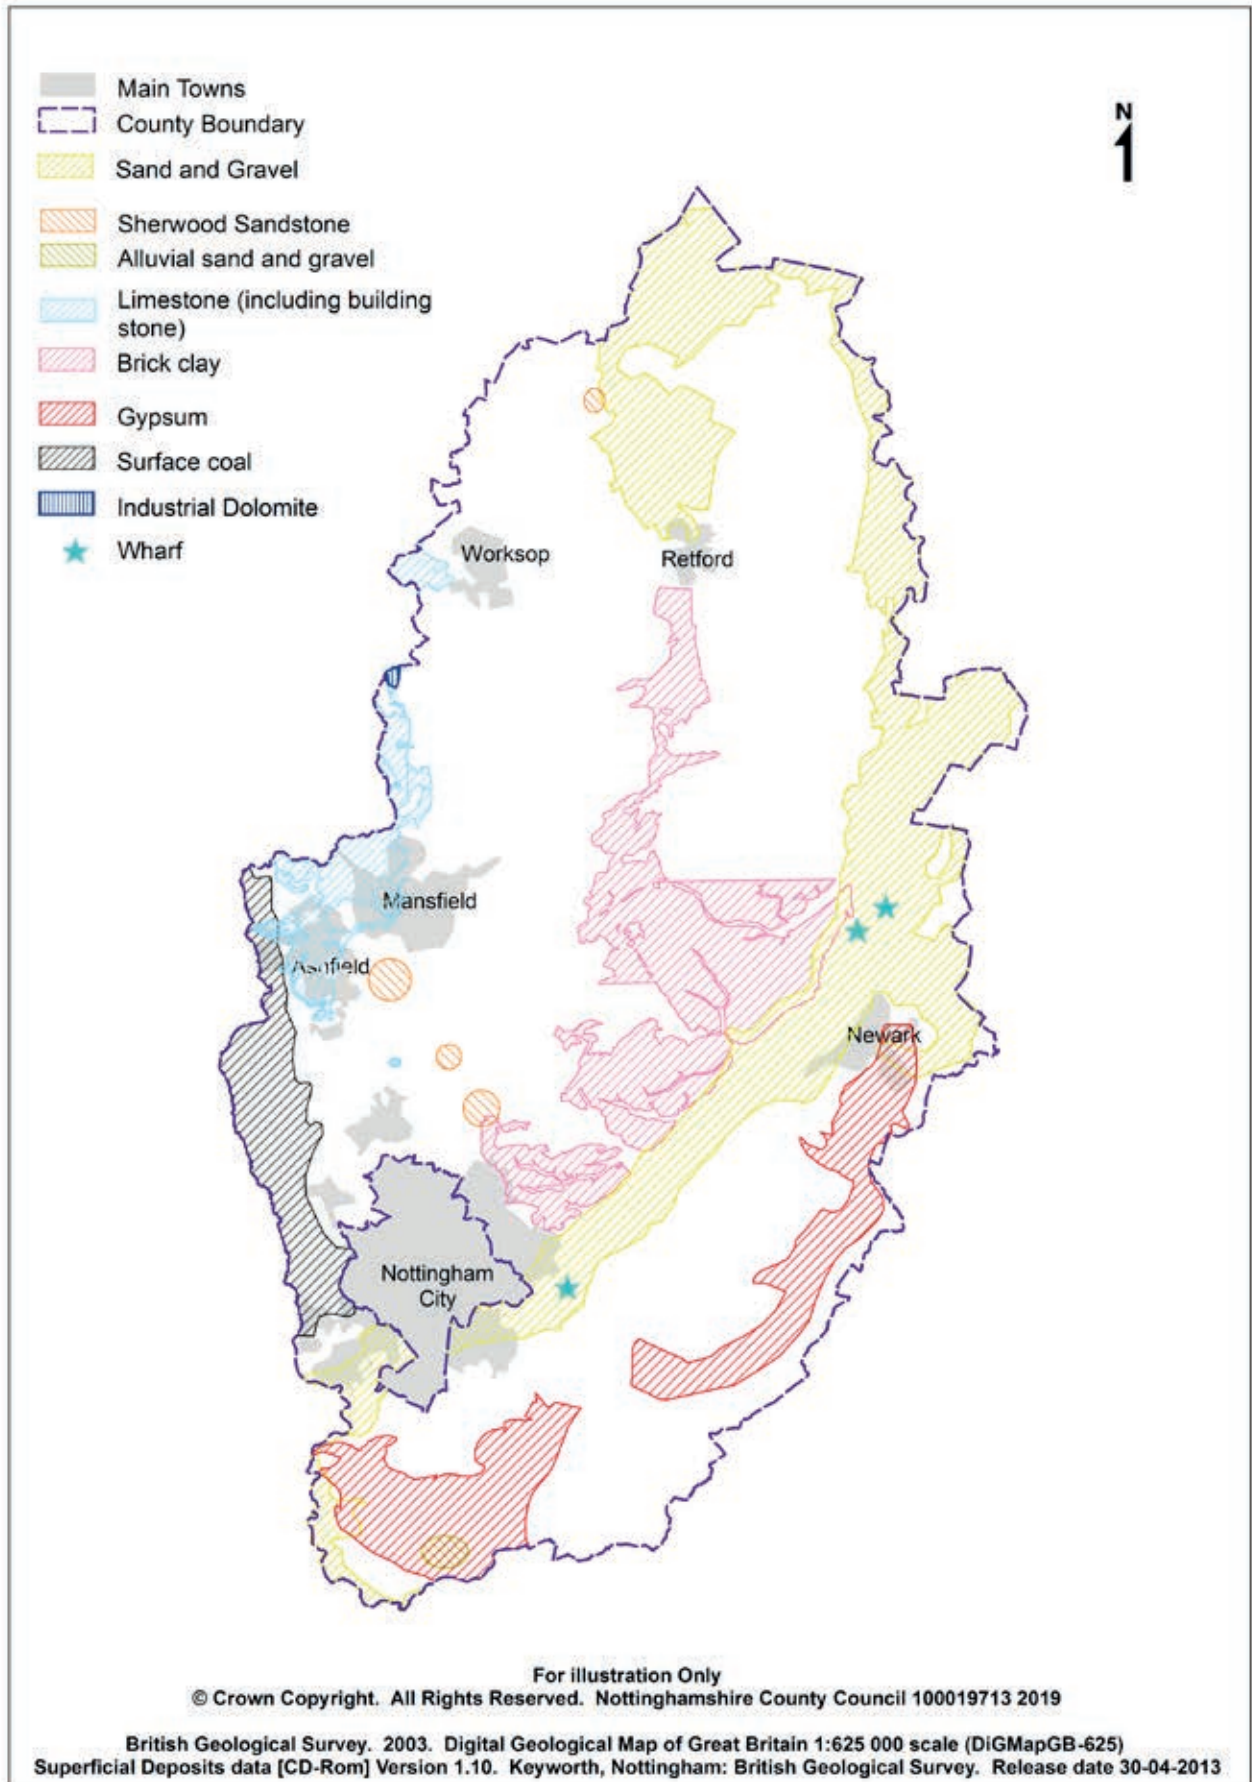 Main Towns
County Boundary
Sand and Gravel
Sherwood Sandstone
Alluvial sand and gravel
Limestone (including building
stone)
Brick clay
Gypsum
Surface coal
Industrial Dolomite
Wharf
N
Worksop
Retford
Mansfield
Ashfield
Newark
Nottingham
City
For illustration Only
© Crown Copyright. All Rights Reserved. Nottinghamshire County Council 100019713 2019
British Geological Survey. 2003. Digital Geological Map of Great Britain 1:625 000 scale (DiGMapGB-625)
Superficial Deposits data [CD-Rom] Version 1.10. Keyworth, Nottingham: British Geological Survey. Release date 30-04-2013